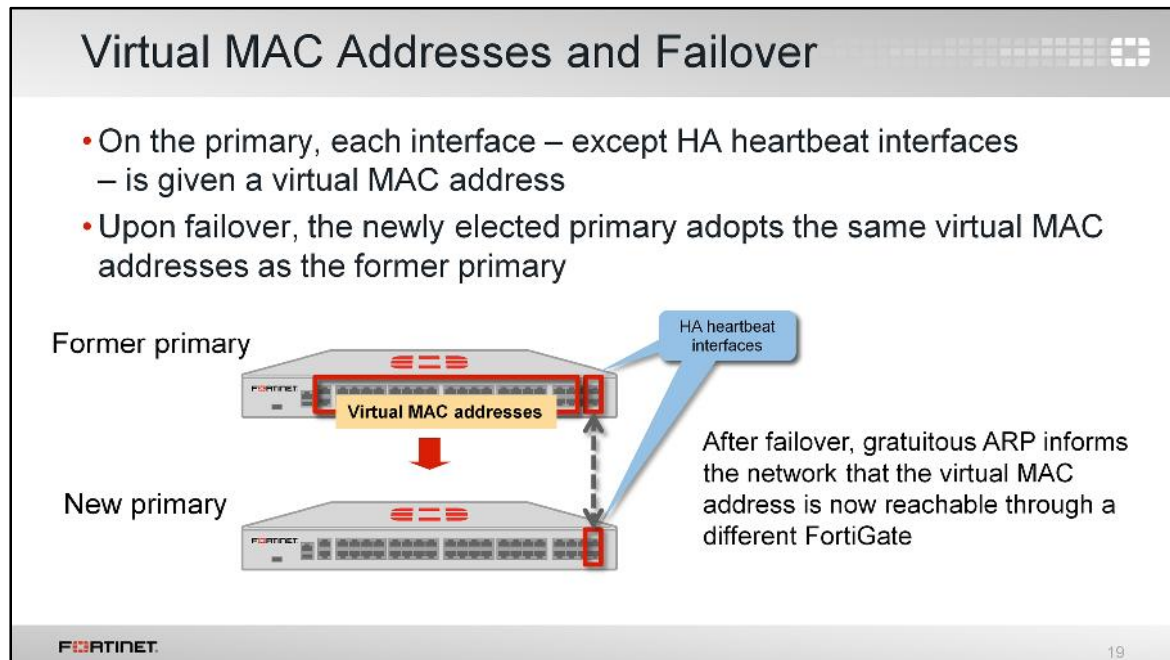 Virtual MAC Addresses and Failover
• On the primary, each interface – except HA heartbeat interfaces
– is given a virtual MAC address
• Upon failover, the newly elected primary adopts the same virtual MAC
addresses as the former primary
HA heartbeat
interfaces
Former primary
FORTINET
Virtual MAC addresses
After failover, gratuitous ARP informs
the network that the virtual MAC
address is now reachable through a
different FortiGate
New primary
FORTINET
FORTINET
19